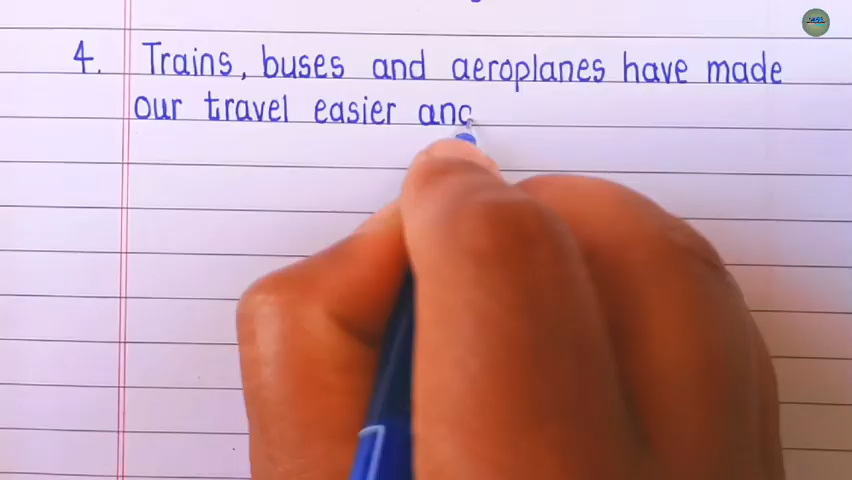 4. Trains, buses and aeroplanes have made
our travel easier